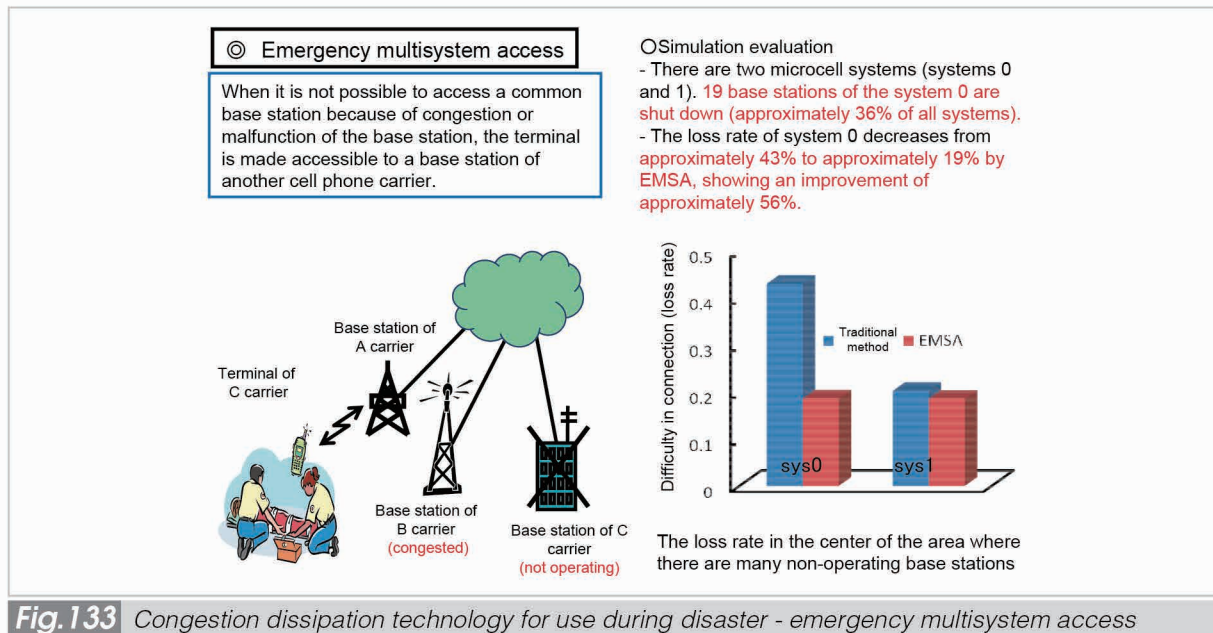 ◎ Emergency multisystem access
When it is not possible to access a common
base station because of congestion or
malfunction of the base station, the terminal
is made accessible to a base station of
another cell phone carrier.
○Simulation evaluation
- There are two microcell systems (systems 0
and 1). 19 base stations of the system 0 are
shut down (approximately 36% of all systems).
- The loss rate of system 0 decreases from
approximately 43% to approximately 19% by
EMSA, showing an improvement of
approximately 56%.
Base station of
A carrier
Terminal of
C carrier
Base station of
B carrier
(congested)
Base station of C
carrier
(not operating)
Difficulty in connection (loss rate)
0.5
0.4
0.3
0.2
0.1
0
Traditional
method
EMSA
sys0
sys1
The loss rate in the center of the area where
there are many non-operating base stations
Fig.133 Congestion dissipation technology for use during disaster - emergency multisystem access